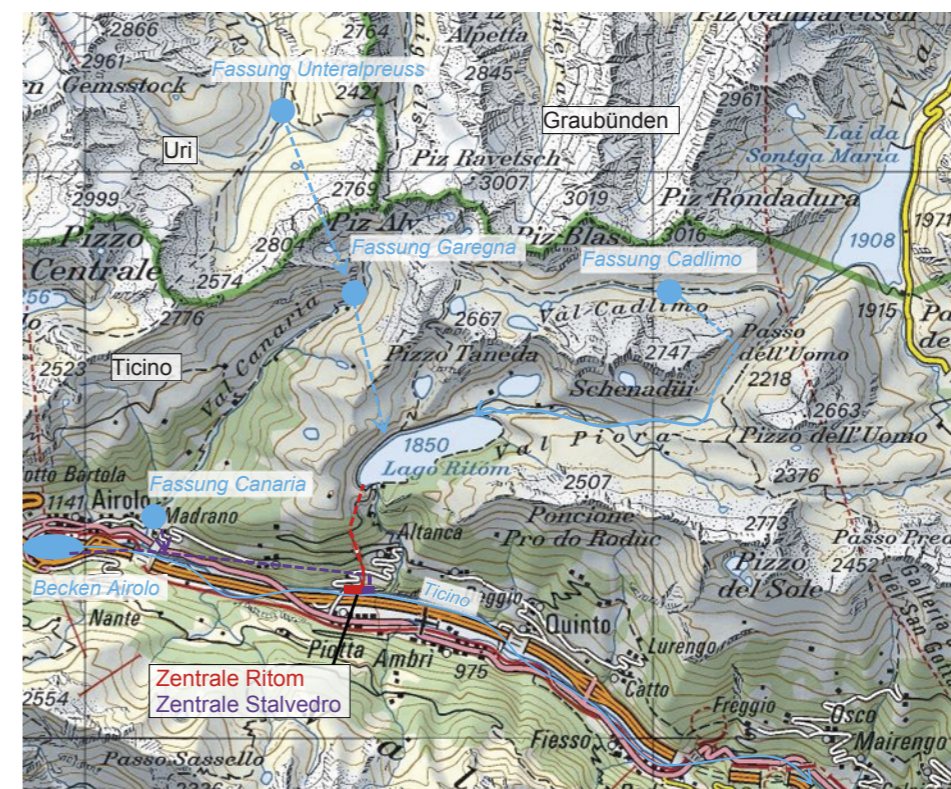 2866
2961
Gemsstock
2764
Alpetta
2845
Piz Gannaretsch
Fassung Unteralpreuss
2421
2961
Graubünden
Uri
Lai da
Sontga Maria
Piz Ravetsch
2999
2769
3007
3019
Piz Rondadura
Pizzo
Centrale
2804
Piz Alv
Fassung Garegna
Piz Blas
3016
1908
Fassung Cadlimo
2574
2776
2667
Val Cadlimo
1915
Passo
dell'Uomo
2523
Ticino
Val Canaria
Pizzo Taneda
2747
Schenadüi
2218
2663
1850
Lago Ritóm
Val Piora
Pizzo dell'Uomo
2376
Fassung Canaria
2507
1141
Airolo
Madrano
Altanca
Poncione
Pro do Roduc
2773
2452
Pizzo
del Sole
Becken Airolo
Ticino
Nante
Piotta
Ambrì
975
Quinto
Lurengo
Catto
Zentrale Ritom
Zentrale Stalvedro
2554
Freggio
Osco
Mairengo
Fiesso
Passo Sassello